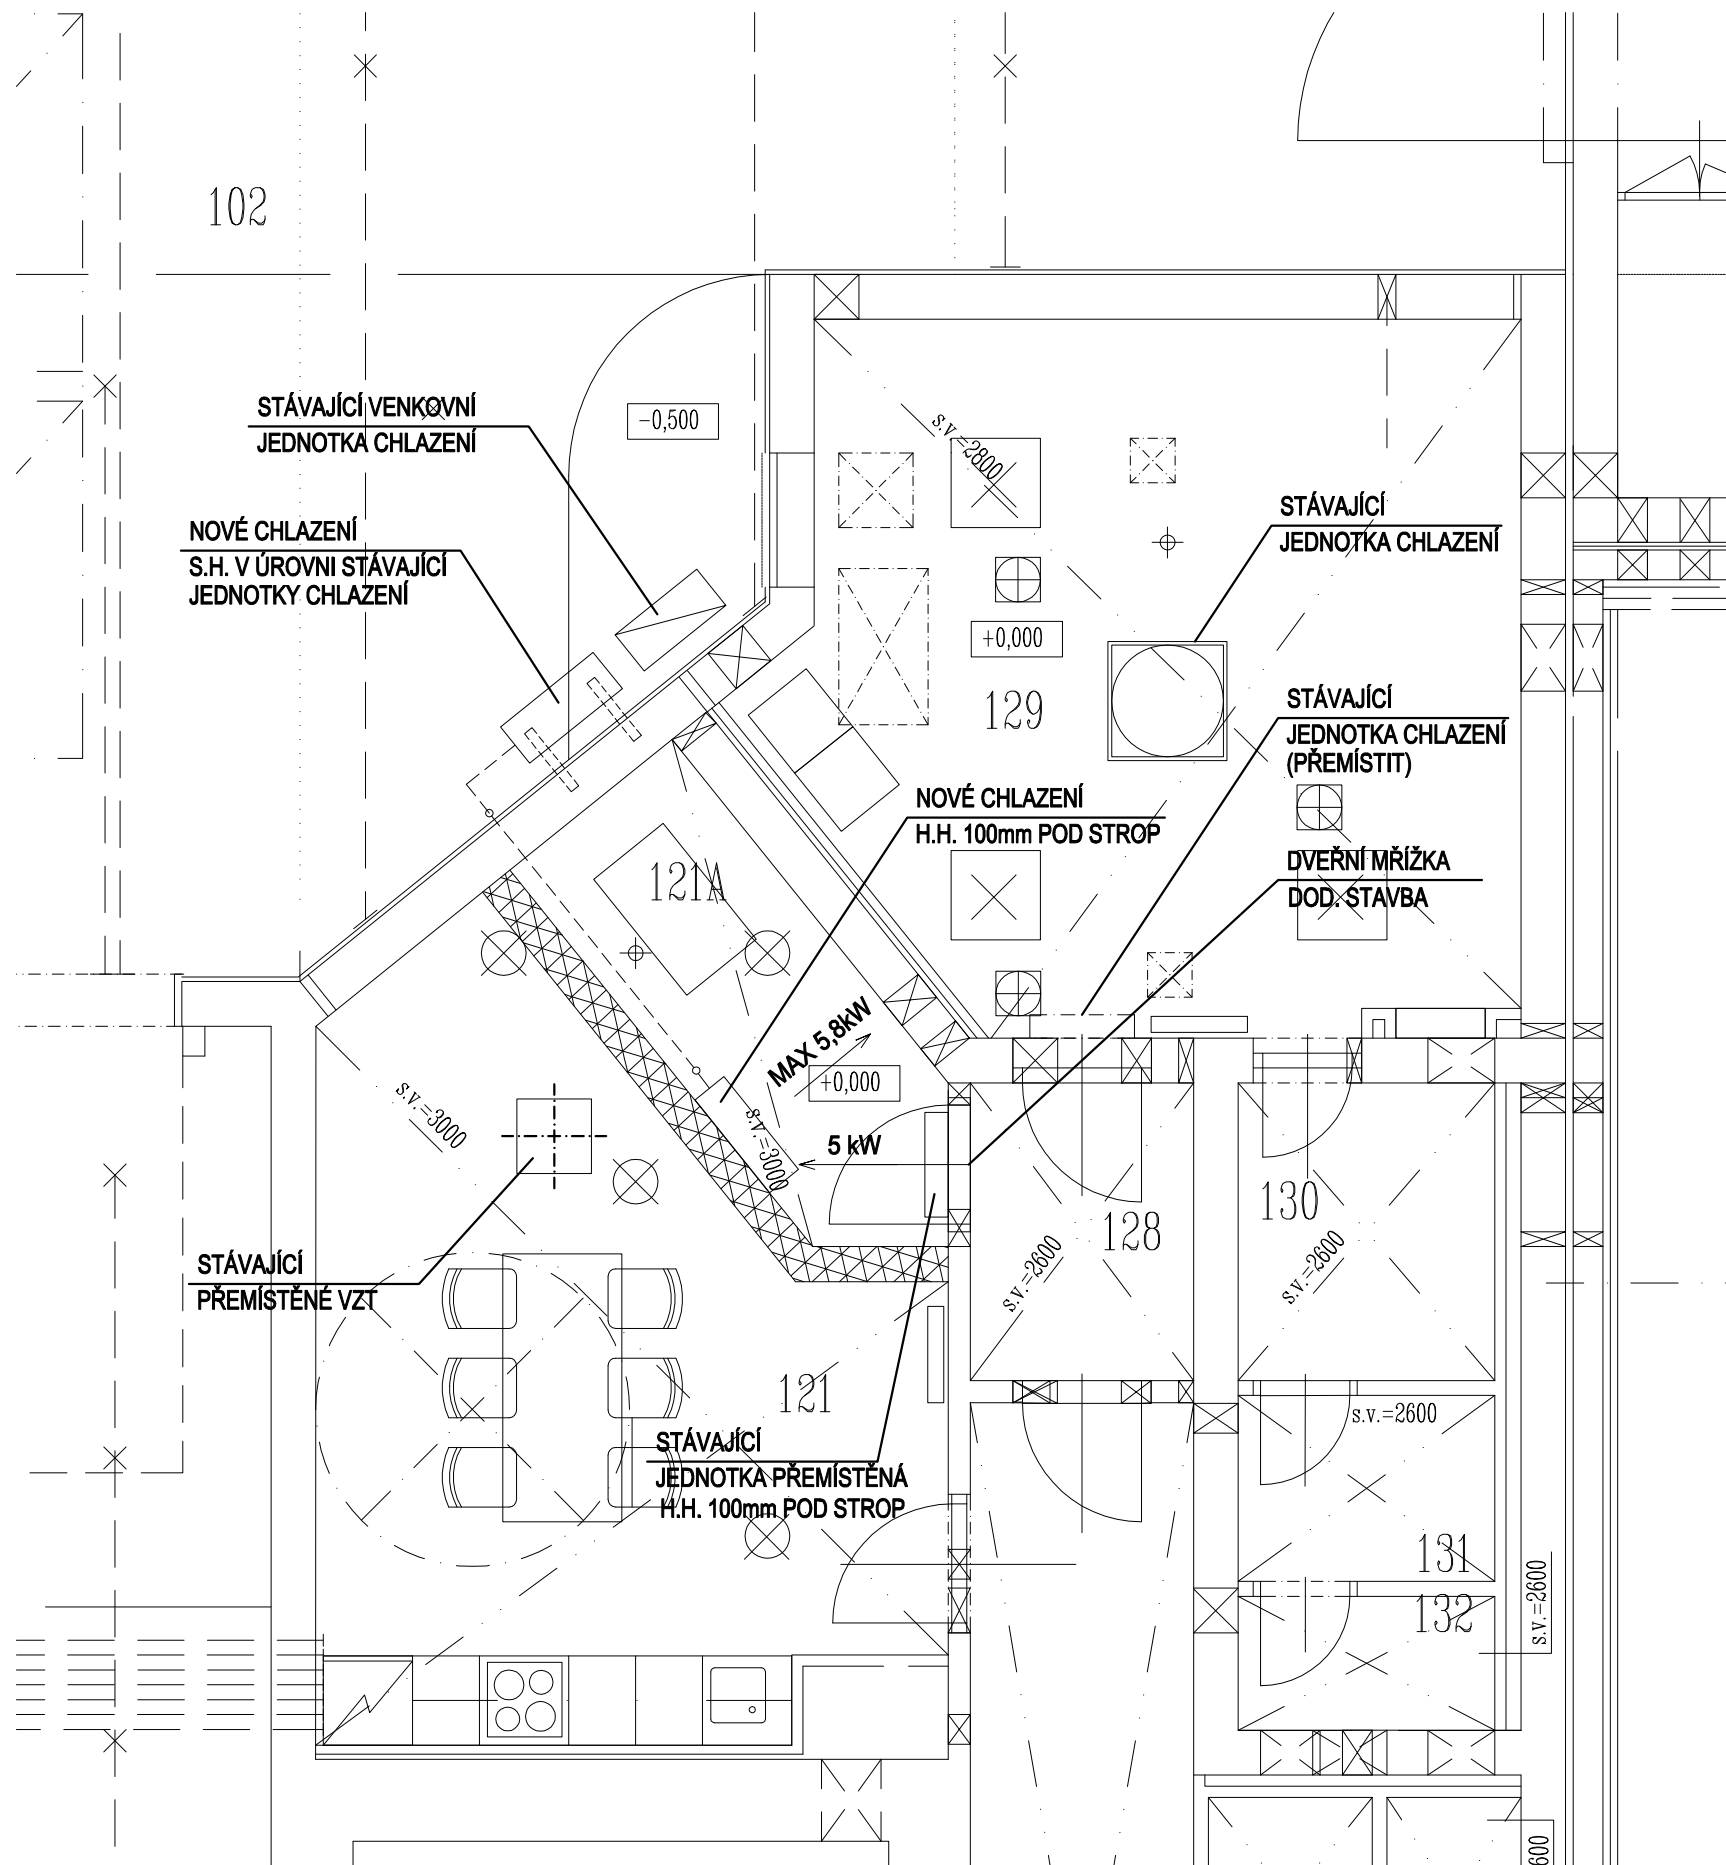 102
STÁVAJÍCÍ VENKOVNÍ
JEDNOTKA CHLAZENÍ
-0,500
s.v.=2800
NOVÉ CHLAZENÍ
S.H. V ÚROVNI STÁVAJÍCÍ
JEDNOTKY CHLAZENÍ
STÁVAJÍCÍ
JEDNOTKA CHLAZENÍ
+0,000
129
STÁVAJÍCÍ
JEDNOTKA CHLAZENÍ
(PŘEMÍSTIT)
NOVÉ CHLAZENÍ
H.H. 100mm POD STROP
121A
DVEŘNÍ MŘÍŽKA
DOD. STAVBA
MAX 5,8kW
+0,000
s.v.=3000
s.v.=3000
5 kW
130
128
s.v.=2600
s.v.=2600
STÁVAJÍCÍ
PŘEMÍSTĚNÉ VZT
121
s.v.=2600
STÁVAJÍCÍ
JEDNOTKA PŘEMÍSTĚNÁ
H.H. 100mm POD STROP
131
132
s.v.=2600
600